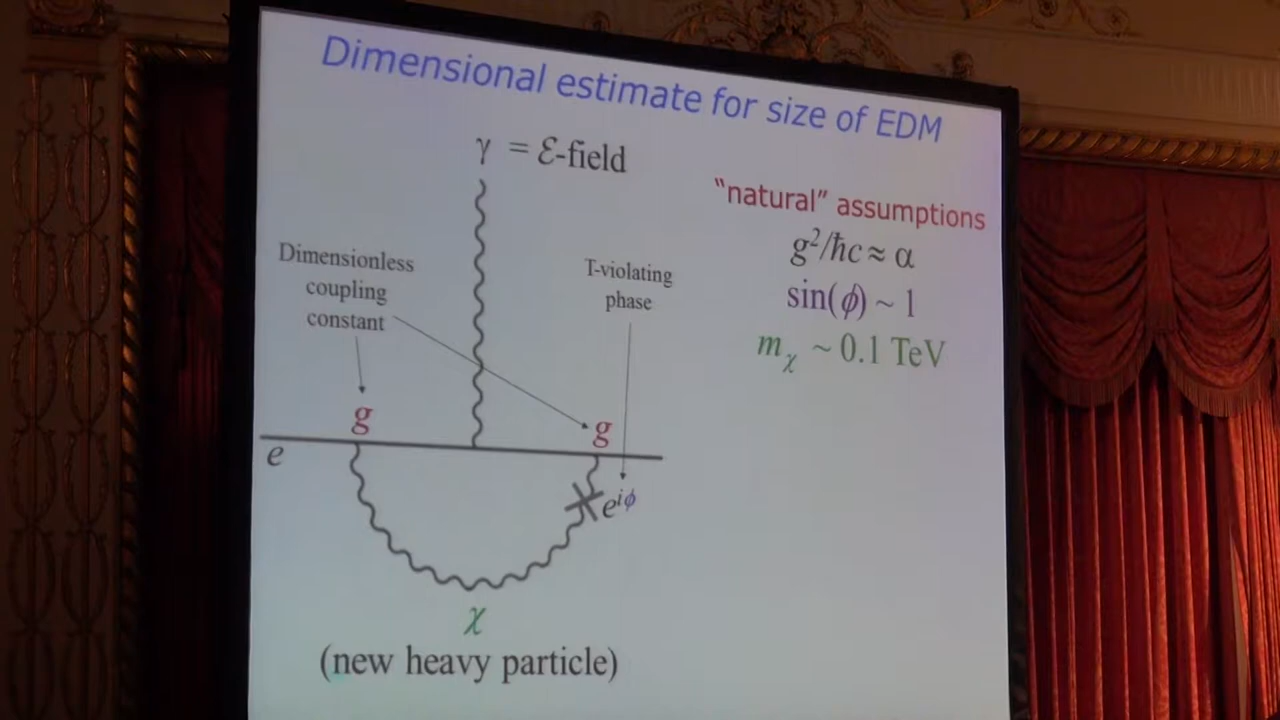 Dimensional estimate for size of EDM
γ = ℰ-field
"natural" assumptions
g²/ħc ≈ α
sin(ϕ) ~ 1
m_χ ~ 0.1 TeV
Dimensionless
coupling
constant
T-violating
phase
g
g
e
e^{iϕ}
χ
(new heavy particle)